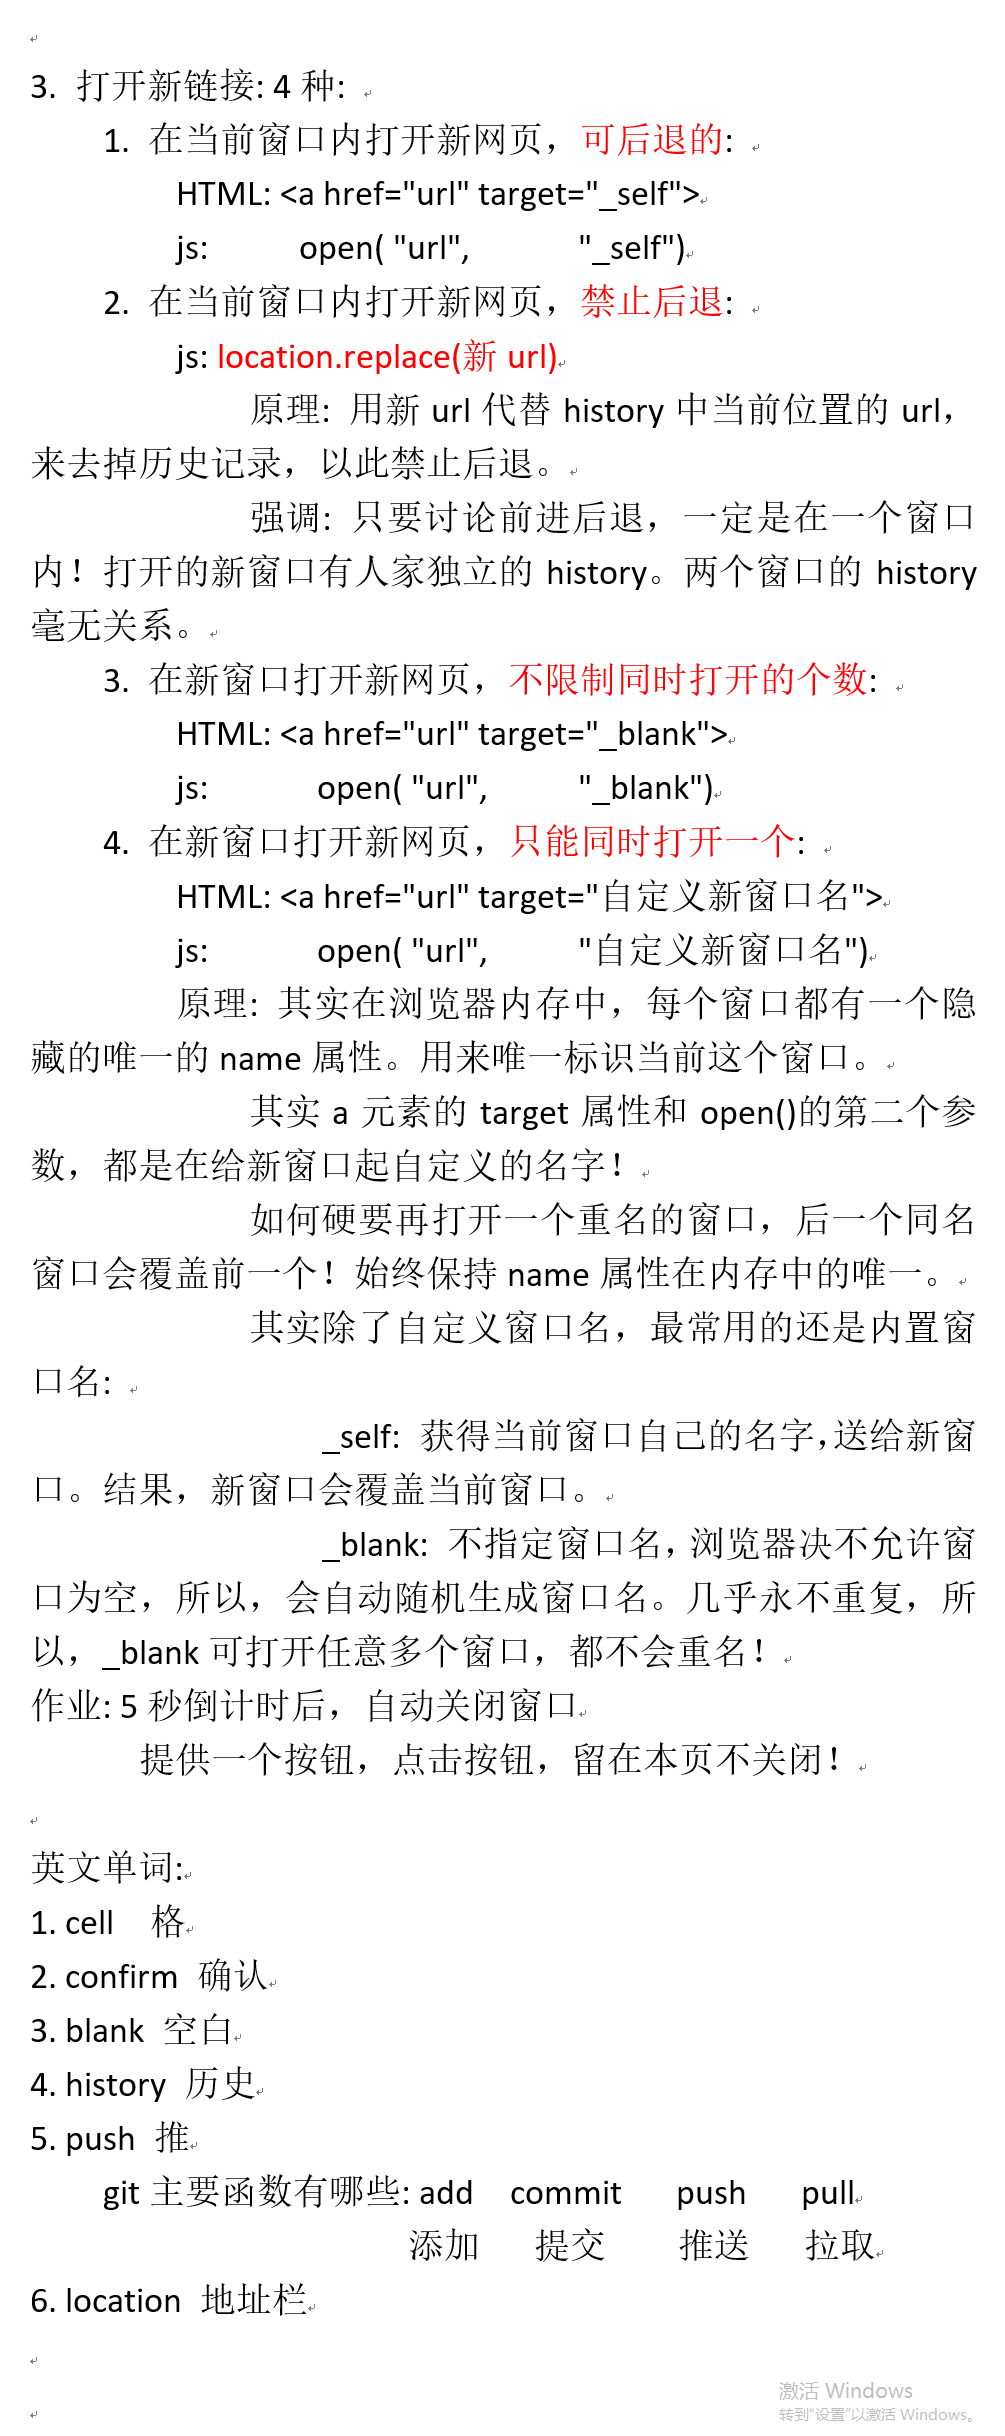 3. 打开新链接: 4 种:
1. 在当前窗口内打开新网页，可后退的:
HTML: <a href="url" target="_self">
js: open( "url", "_self")
2. 在当前窗口内打开新网页，禁止后退:
js: location.replace(新 url)
原理: 用新 url 代替 history 中当前位置的 url，
来去掉历史记录，以此禁止后退。
强调: 只要讨论前进后退，一定是在一个窗口
内！打开的新窗口有人家独立的 history。两个窗口的 history
毫无关系。
3. 在新窗口打开新网页，不限制同时打开的个数:
HTML: <a href="url" target="_blank">
js: open( "url", "_blank")
4. 在新窗口打开新网页，只能同时打开一个:
HTML: <a href="url" target="自定义新窗口名">
js: open( "url", "自定义新窗口名")
原理: 其实在浏览器内存中，每个窗口都有一个隐
藏的唯一的 name 属性。用来唯一标识当前这个窗口。
其实 a 元素的 target 属性和 open()的第二个参
数，都是在给新窗口起自定义的名字！
如何硬要再打开一个重名的窗口，后一个同名
窗口会覆盖前一个！始终保持 name 属性在内存中的唯一。
其实除了自定义窗口名，最常用的还是内置窗
口名:
_self: 获得当前窗口自己的名字，送给新窗
口。结果，新窗口会覆盖当前窗口。
_blank: 不指定窗口名，浏览器决不允许窗
口为空，所以，会自动随机生成窗口名。几乎永不重复，所
以，_blank 可打开任意多个窗口，都不会重名！
作业: 5 秒倒计时后，自动关闭窗口
提供一个按钮，点击按钮，留在本页不关闭！
英文单词:
1. cell 格
2. confirm 确认
3. blank 空白
4. history 历史
5. push 推
git 主要函数有哪些: add commit push pull
添加 提交 推送 拉取
6. location 地址栏
激活 Windows
转到"设置"以激活 Windows。